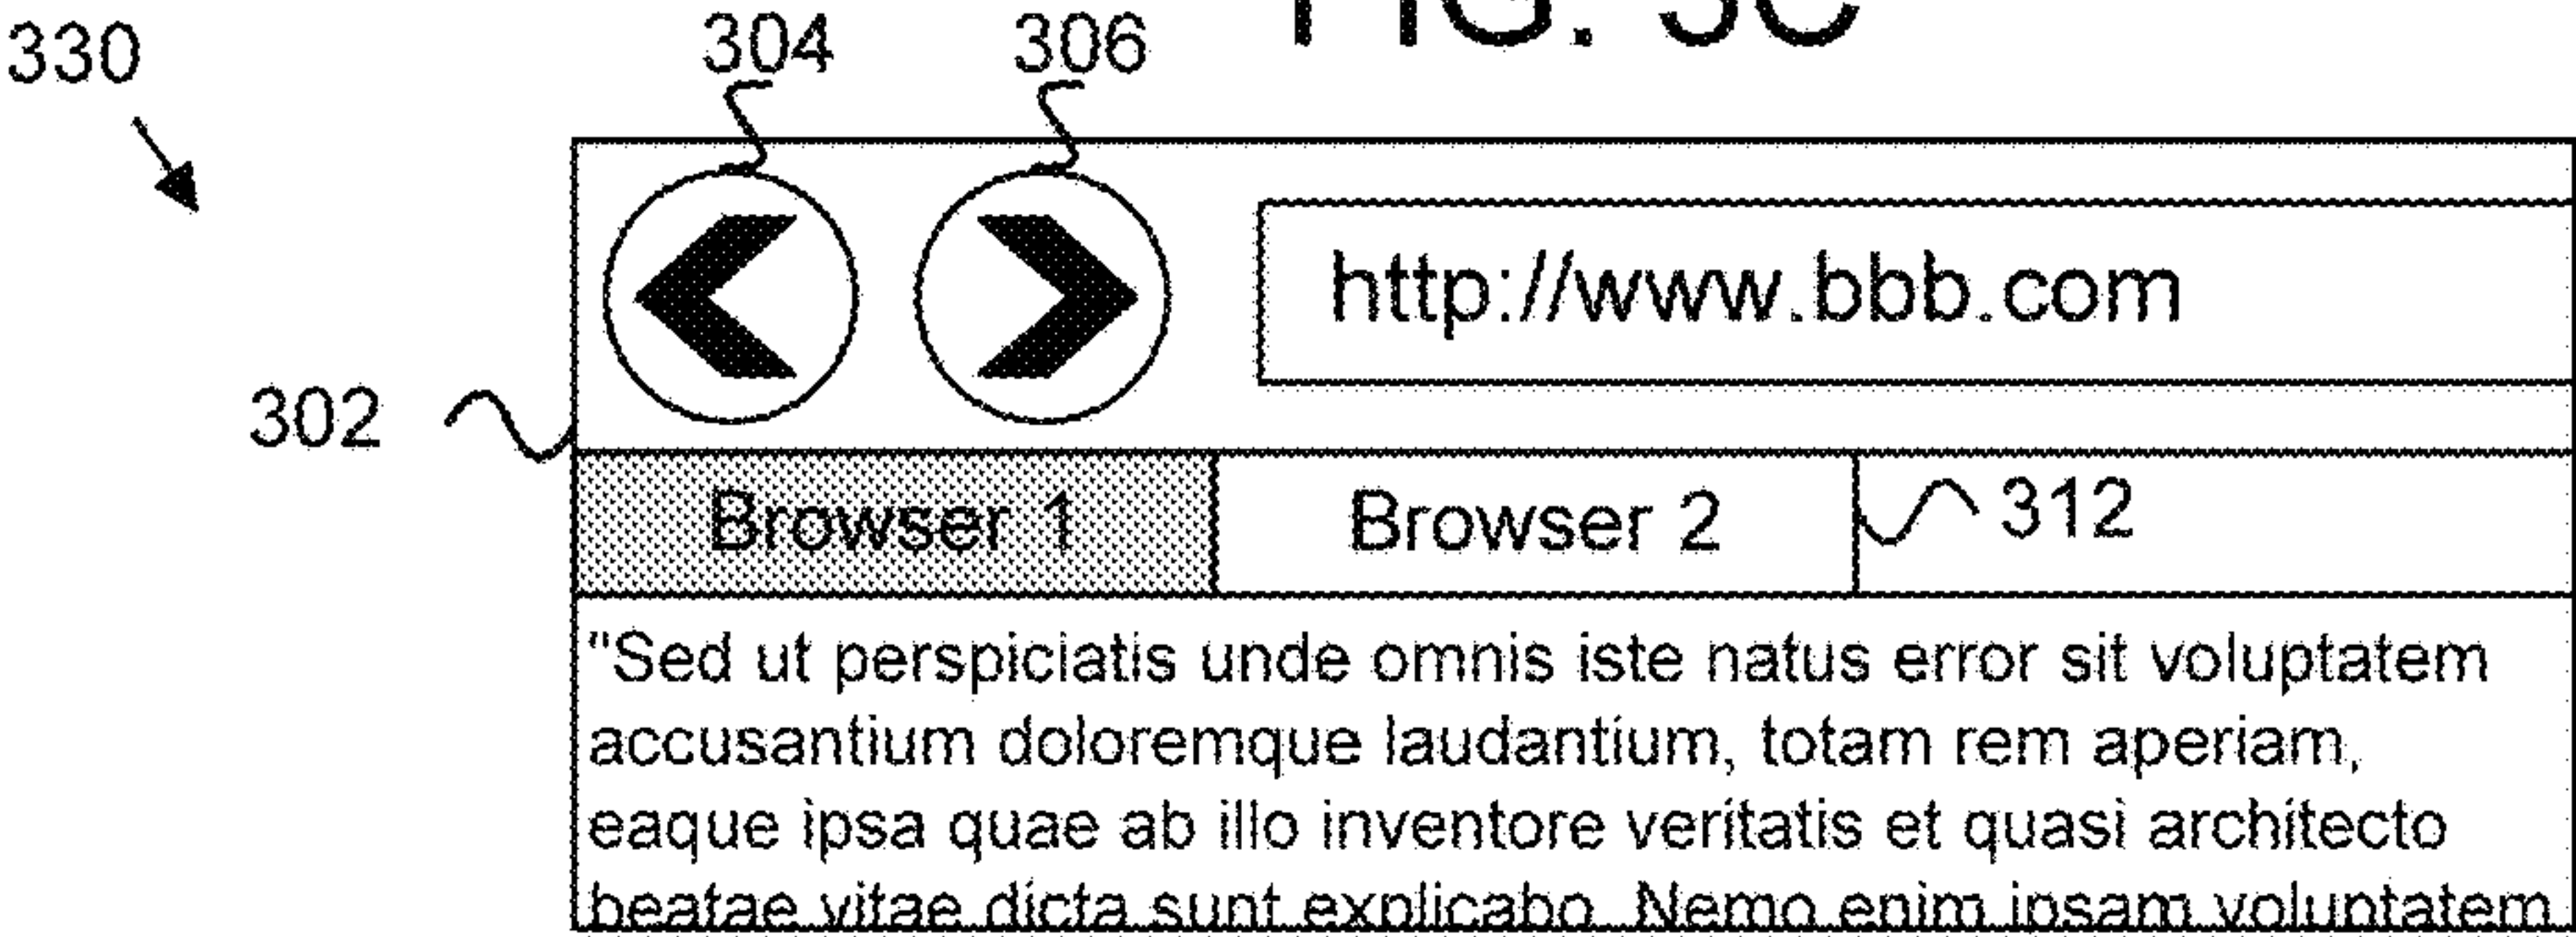 FIG. 3C
330
304
306
http://www.bbb.com
302
Browser 1
Browser 2
312
"Sed ut perspiciatis unde omnis iste natus error sit voluptatem
accusantium doloremque laudantium, totam rem aperiam,
eaque ipsa quae ab illo inventore veritatis et quasi architecto
beatae vitae dicta sunt explicabo. Nemo enim ipsam voluptatem